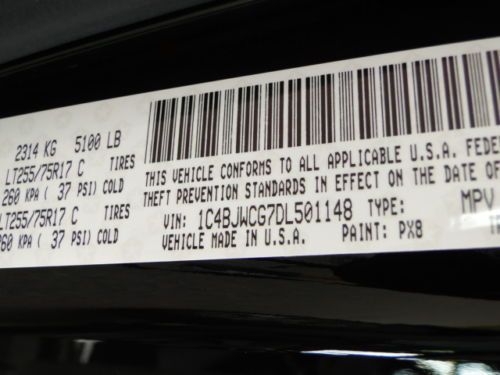 2314 KG 5100 LB
LT255/75R17 C TIRES
260 KPA ( 37 PSI) COLD
LT255/75R17 C TIRES
260 KPA ( 37 PSI) COLD
THIS VEHICLE CONFORMS TO ALL APPLICABLE U.S.A. FEDE
THEFT PREVENTION STANDARDS IN EFFECT ON THE DATE O
VIN: 1C4BJWCG7DL501148 TYPE: MPV
VEHICLE MADE IN U.S.A. PAINT: PX8